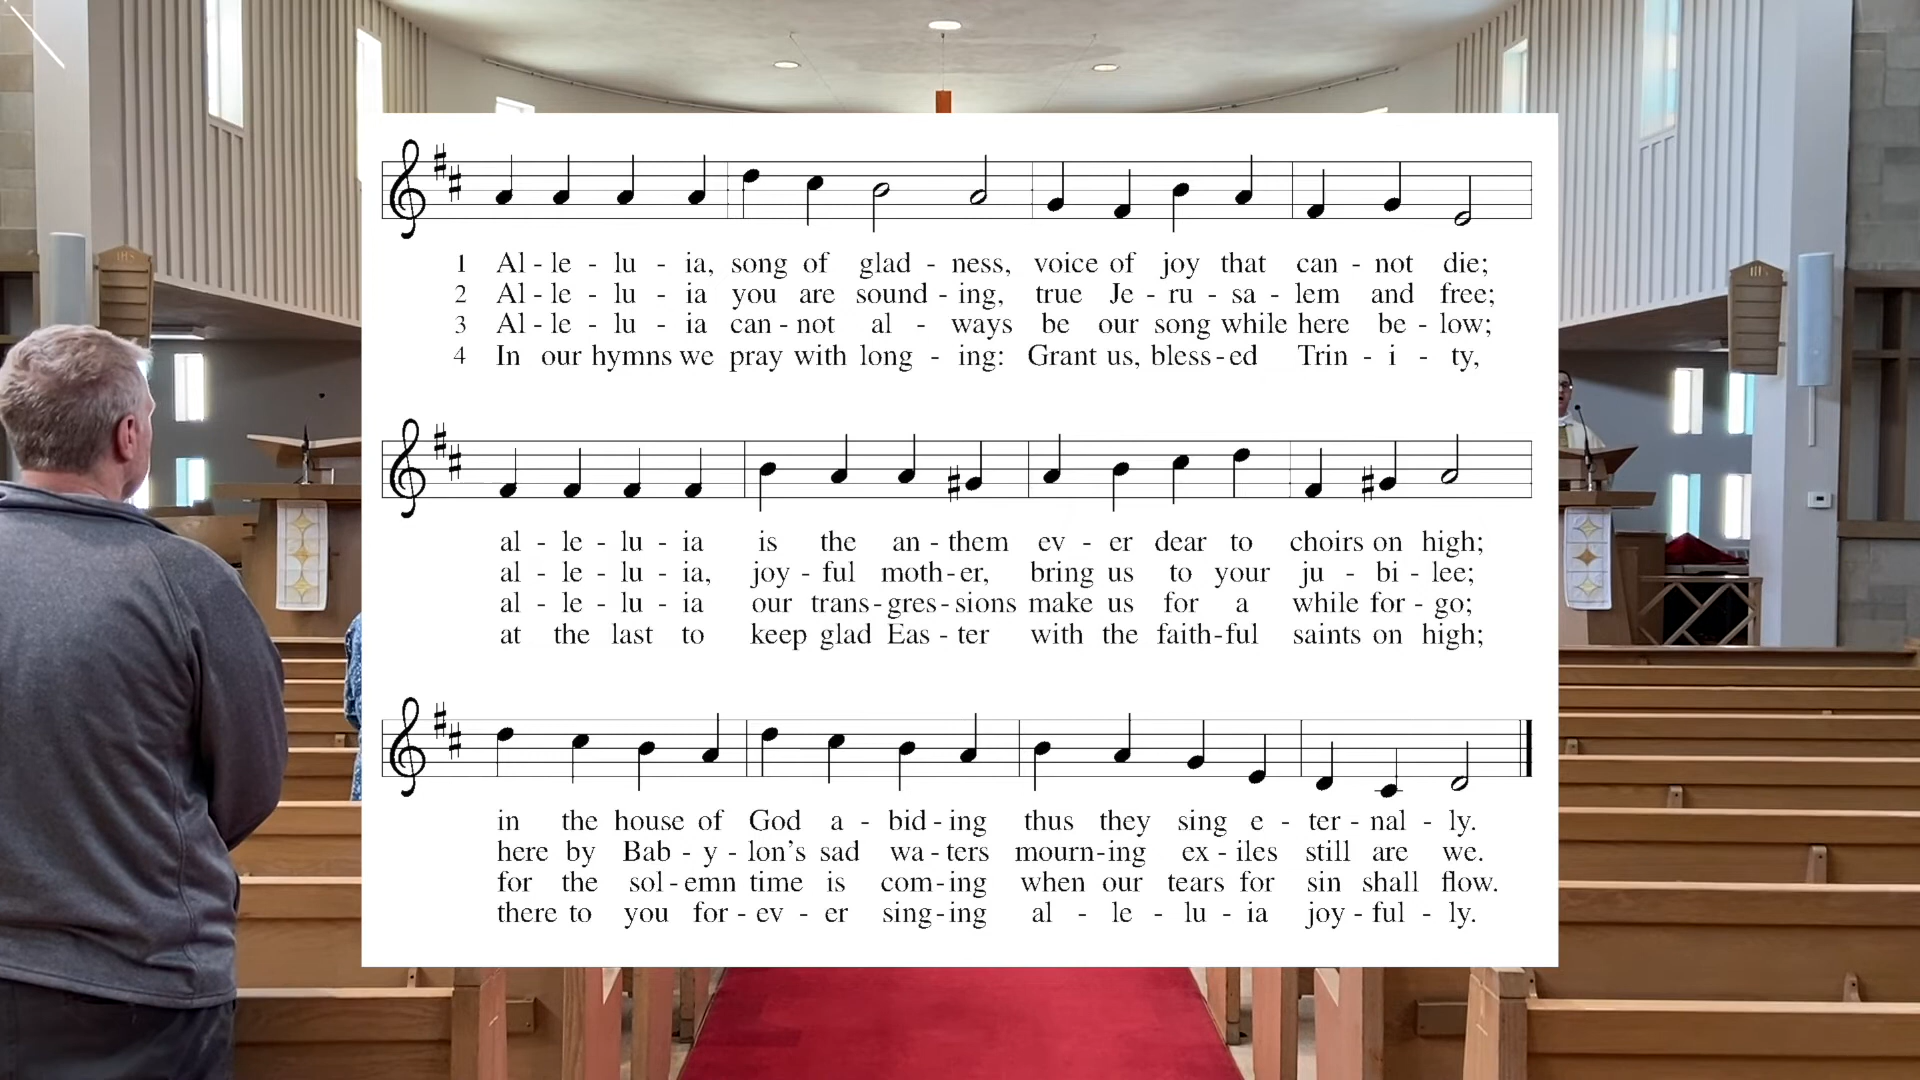 1 Al - le - lu - ia, song of glad - ness, voice of joy that can - not die;
2 Al - le - lu - ia you are sound - ing, true Je - ru - sa - lem and free;
3 Al - le - lu - ia can - not al - ways be our song while here be - low;
4 In our hymns we pray with long - ing: Grant us, bless - ed Trin - i - ty,
al - le - lu - ia is the an - them ev - er dear to choirs on high;
al - le - lu - ia, joy - ful moth - er, bring us to your ju - bi - lee;
al - le - lu - ia our trans - gres - sions make us for a while for - go;
at the last to keep glad Eas - ter with the faith - ful saints on high;
in the house of God a - bid - ing thus they sing e - ter - nal - ly.
here by Bab - y - lon's sad wa - ters mourn - ing ex - iles still are we.
for the sol - emn time is com - ing when our tears for sin shall flow.
there to you for - ev - er sing - ing al - le - lu - ia joy - ful - ly.